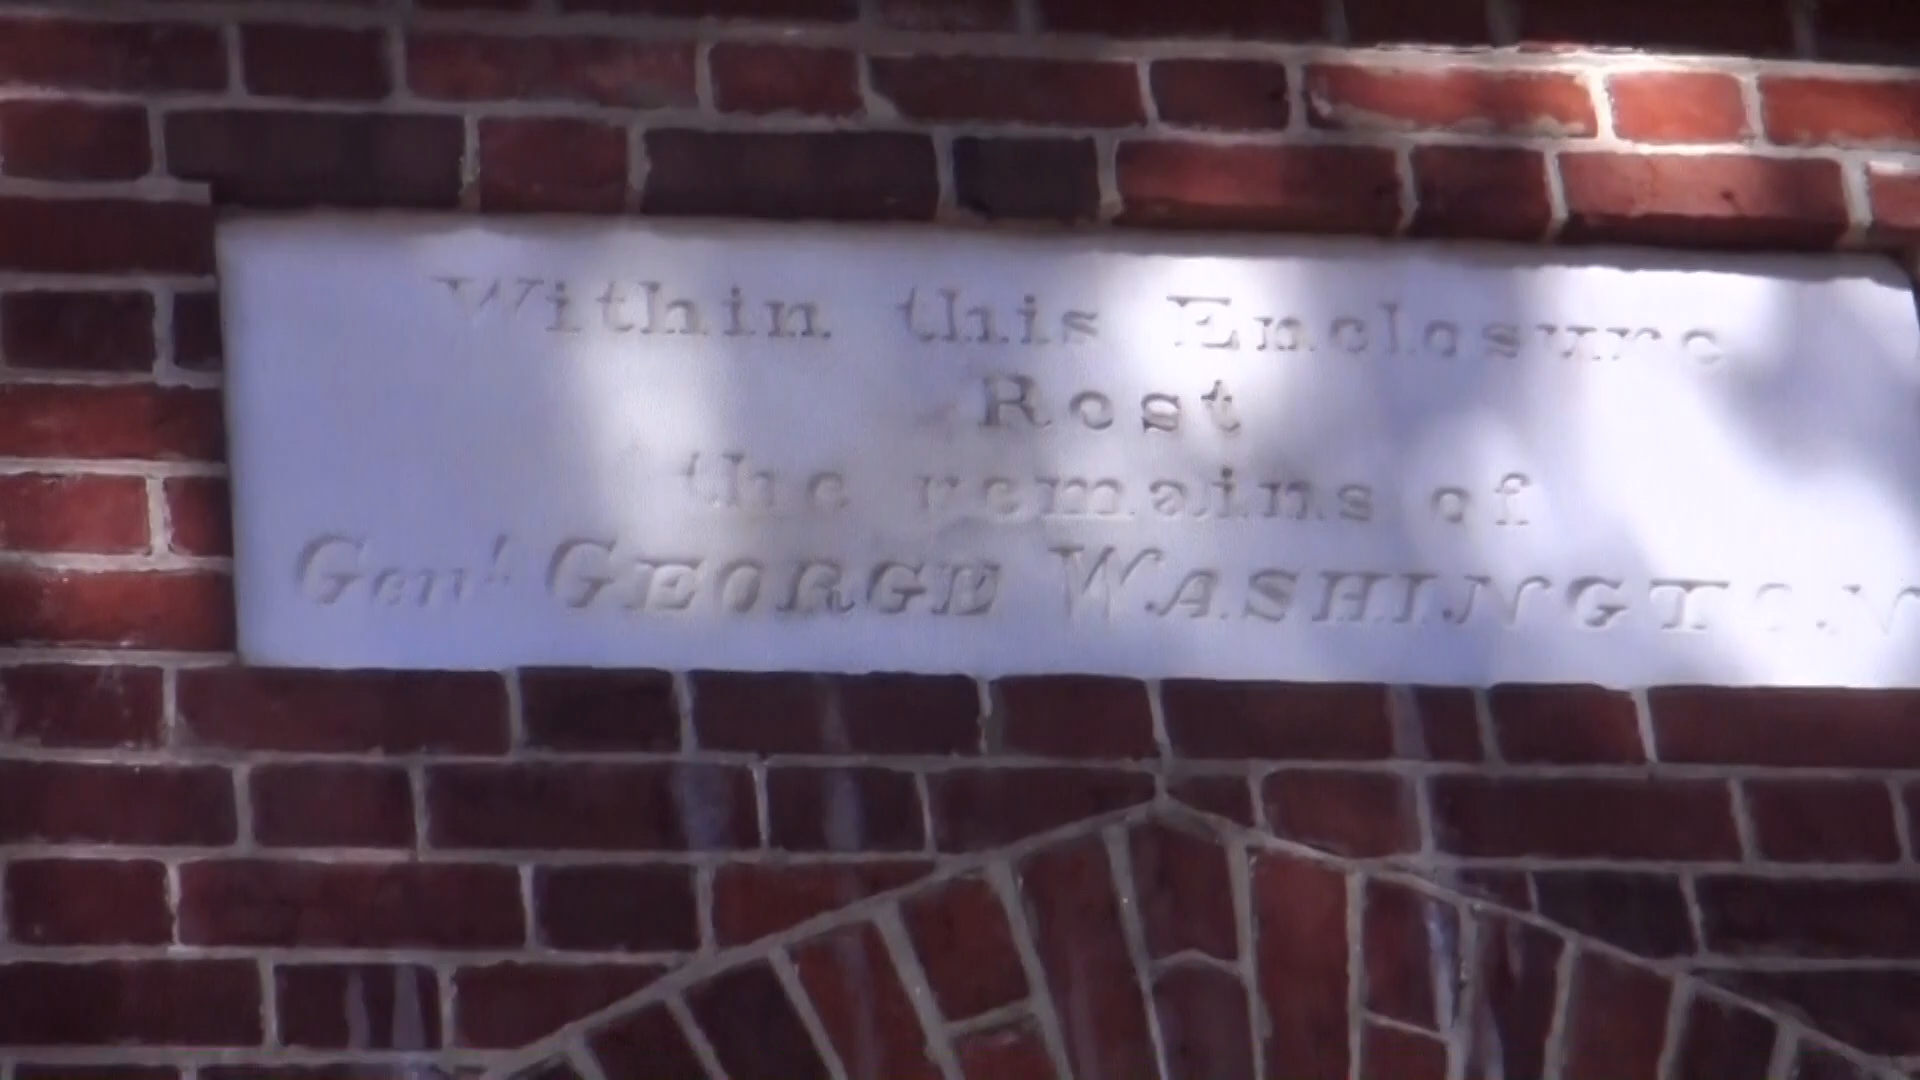 Within this Enclosure
Rest
the remains of
Genl GEORGE WASHINGTON